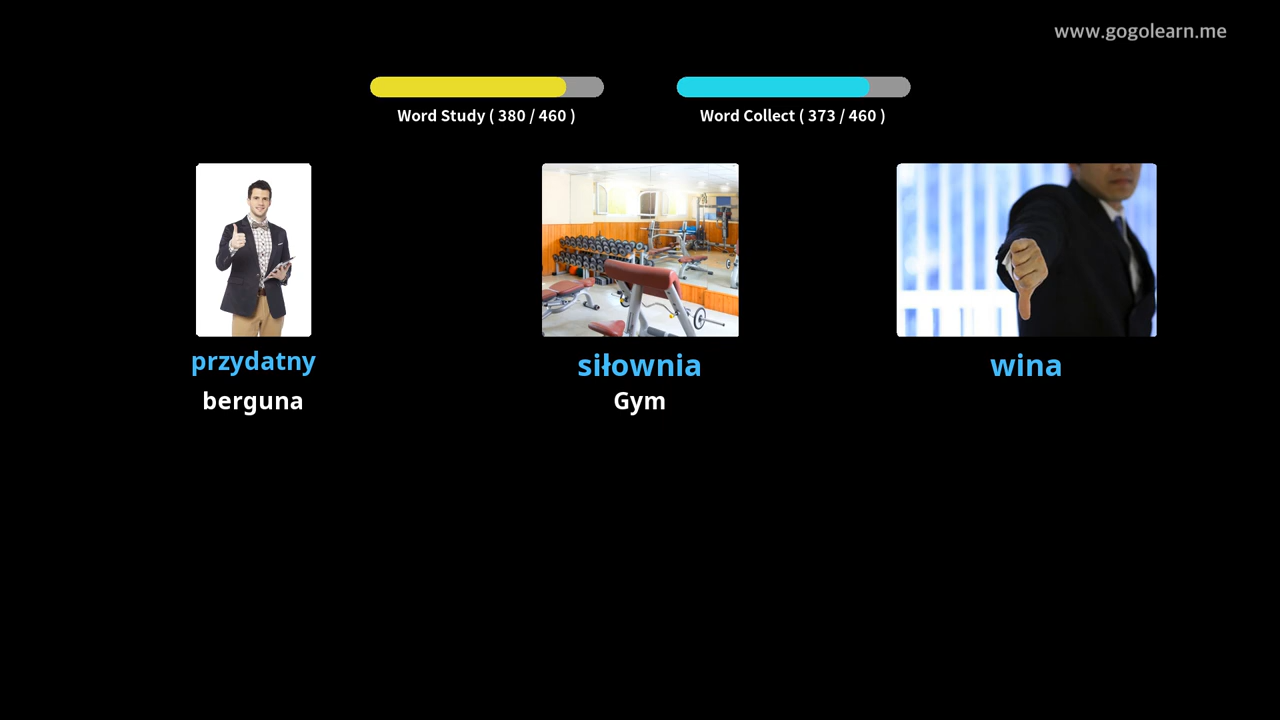 www.gogolearn.me
Word Study ( 380 / 460 )
Word Collect ( 373 / 460 )
przydatny
berguna
siłownia
Gym
wina